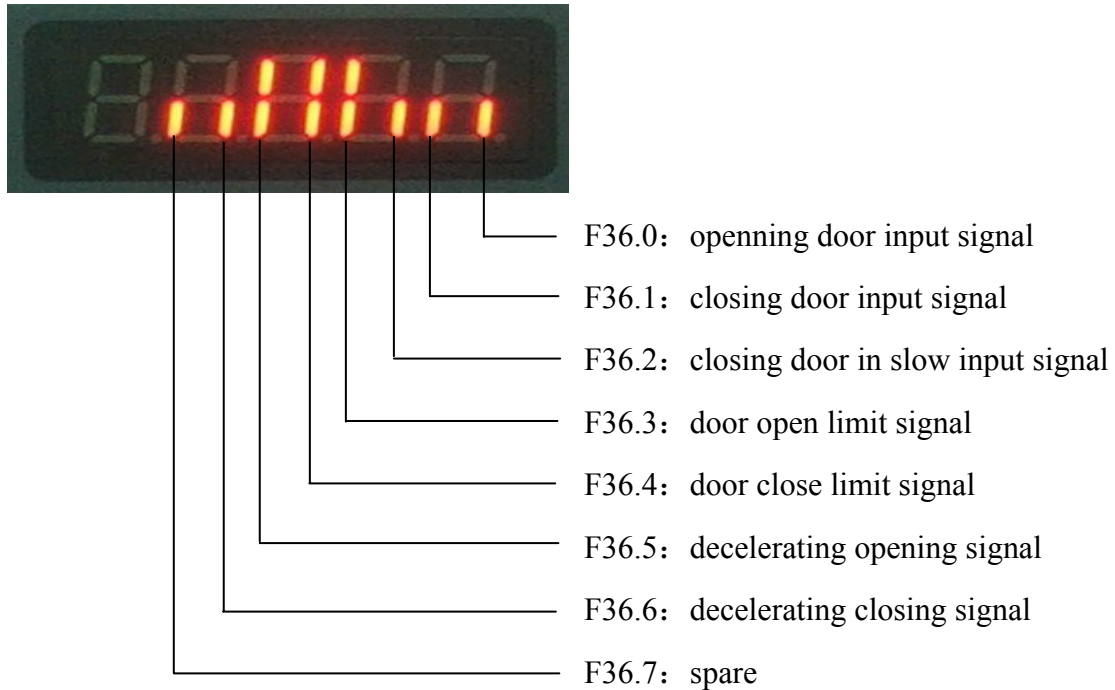 F36.0：openning door input signal
F36.1：closing door input signal
F36.2：closing door in slow input signal
F36.3：door open limit signal
F36.4：door close limit signal
F36.5：decelerating opening signal
F36.6：decelerating closing signal
F36.7：spare